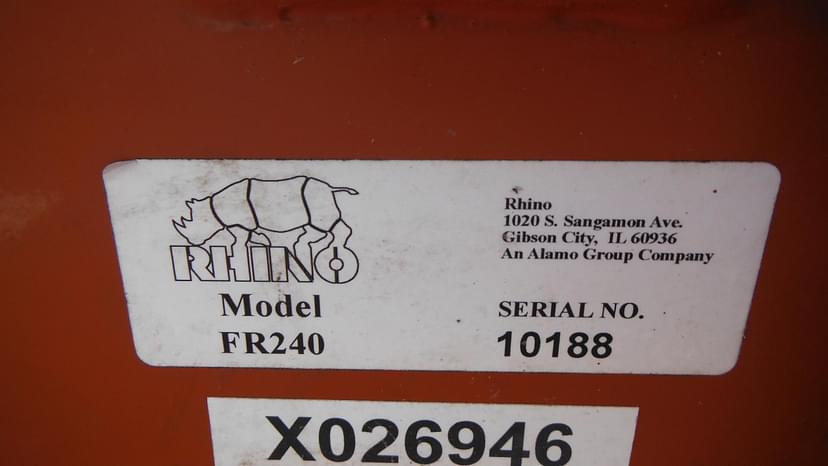 RHINO
Model
FR240
Rhino
1020 S. Sangamon Ave.
Gibson City, IL 60936
An Alamo Group Company
SERIAL NO.
10188
X026946